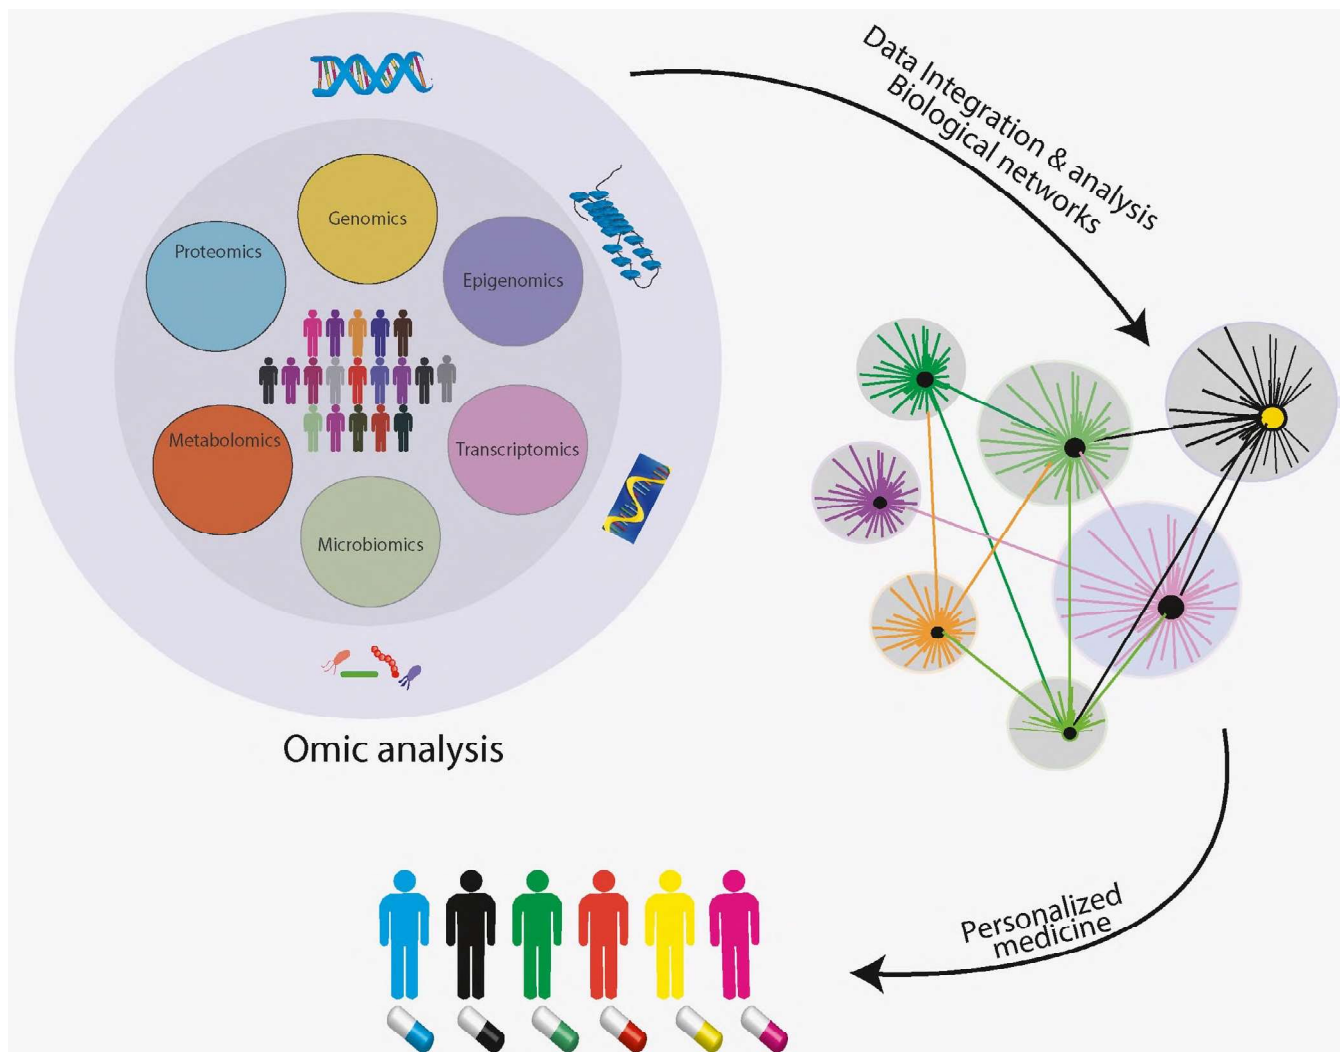 Data Integration & analysis
Biological networks
Genomics
Proteomics
Epigenomics
Metabolomics
Transcriptomics
Microbiomics
Omic analysis
Personalized
medicine